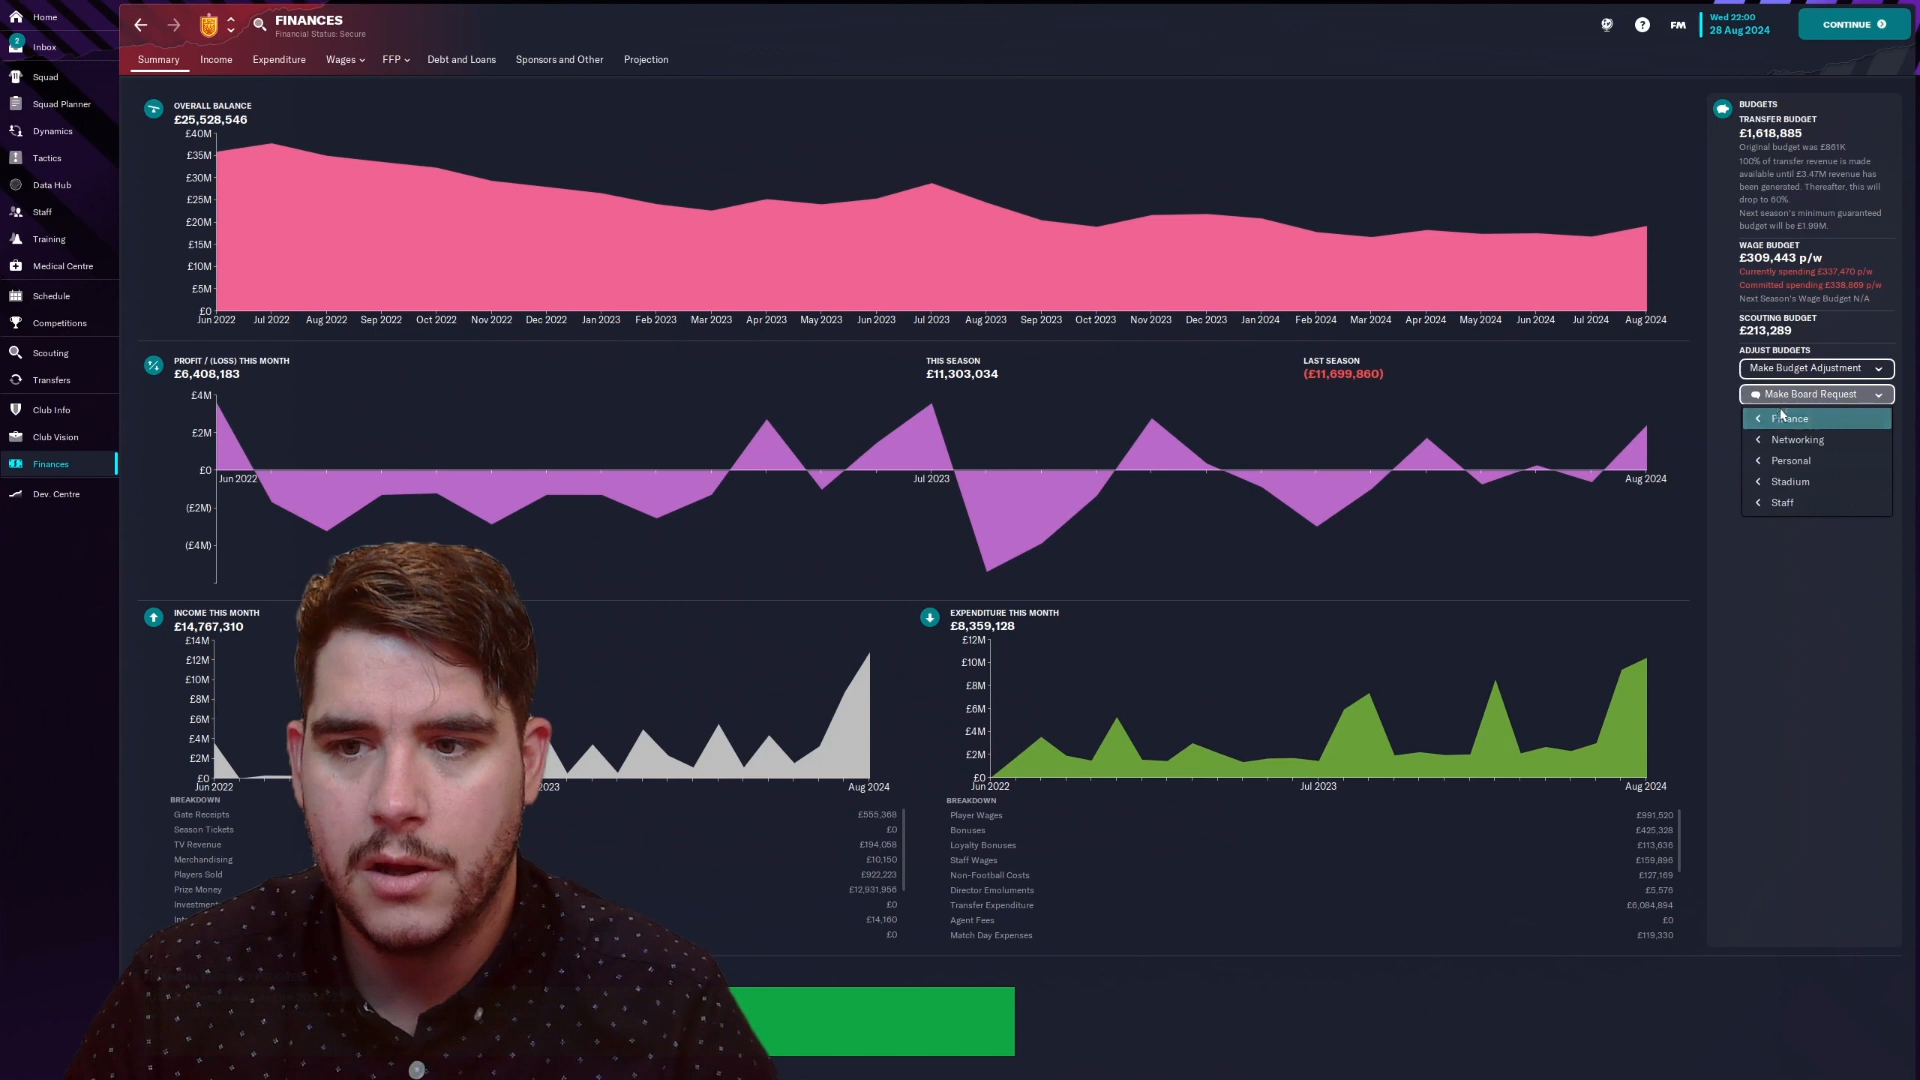 Home
2
Inbox
Squad
Squad Planner
Dynamics
Tactics
Data Hub
Staff
Training
Medical Centre
Schedule
Competitions
Scouting
Transfers
Club Info
Club Vision
Finances
Dev. Centre
FINANCES
Financial Status: Secure
?
FM
Wed 22:00
28 Aug 2024
CONTINUE
Summary
Income
Expenditure
Wages
FFP
Debt and Loans
Sponsors and Other
Projection
OVERALL BALANCE
£25,528,546
£40M
£35M
£30M
£25M
£20M
£15M
£10M
£5M
£0
Jun 2022 Jul 2022 Aug 2022 Sep 2022 Oct 2022 Nov 2022 Dec 2022 Jan 2023 Feb 2023 Mar 2023 Apr 2023 May 2023 Jun 2023 Jul 2023 Aug 2023 Sep 2023 Oct 2023 Nov 2023 Dec 2023 Jan 2024 Feb 2024 Mar 2024 Apr 2024 May 2024 Jun 2024 Jul 2024 Aug 2024
PROFIT / (LOSS) THIS MONTH
£6,408,183
THIS SEASON
£11,303,034
LAST SEASON
(£11,699,860)
£4M
£2M
£0
(£2M)
(£4M)
Jun 2022 Jul 2023 Aug 2024
INCOME THIS MONTH
£14,767,310
£14M
£12M
£10M
£8M
£6M
£4M
£2M
£0
Jun 2022 2023 Aug 2024
BREAKDOWN
Gate Receipts £555,368
Season Tickets £0
TV Revenue £194,058
Merchandising £10,150
Players Sold £922,223
Prize Money £12,931,956
Investmen £0
£14,160
£0
EXPENDITURE THIS MONTH
£8,359,128
£12M
£10M
£8M
£6M
£4M
£2M
£0
Jun 2022 Jul 2023 Aug 2024
BREAKDOWN
Player Wages £991,520
Bonuses £425,328
Loyalty Bonuses £113,636
Staff Wages £159,896
Non-Football Costs £127,169
Director Emoluments £5,576
Transfer Expenditure £6,084,894
Agent Fees £0
Match Day Expenses £119,330
BUDGETS
TRANSFER BUDGET
£1,618,885
Original budget was £861K
100% of transfer revenue is made
available until £3.47M revenue has
been generated. Thereafter, this will
drop to 60%.
Next season's minimum guaranteed
budget will be £1.99M.
WAGE BUDGET
£309,443 p/w
Currently spending £337,470 p/w
Committed spending £338,869 p/w
Next Season's Wage Budget N/A
SCOUTING BUDGET
£213,289
ADJUST BUDGETS
Make Budget Adjustment
Make Board Request
Finance
Networking
Personal
Stadium
Staff